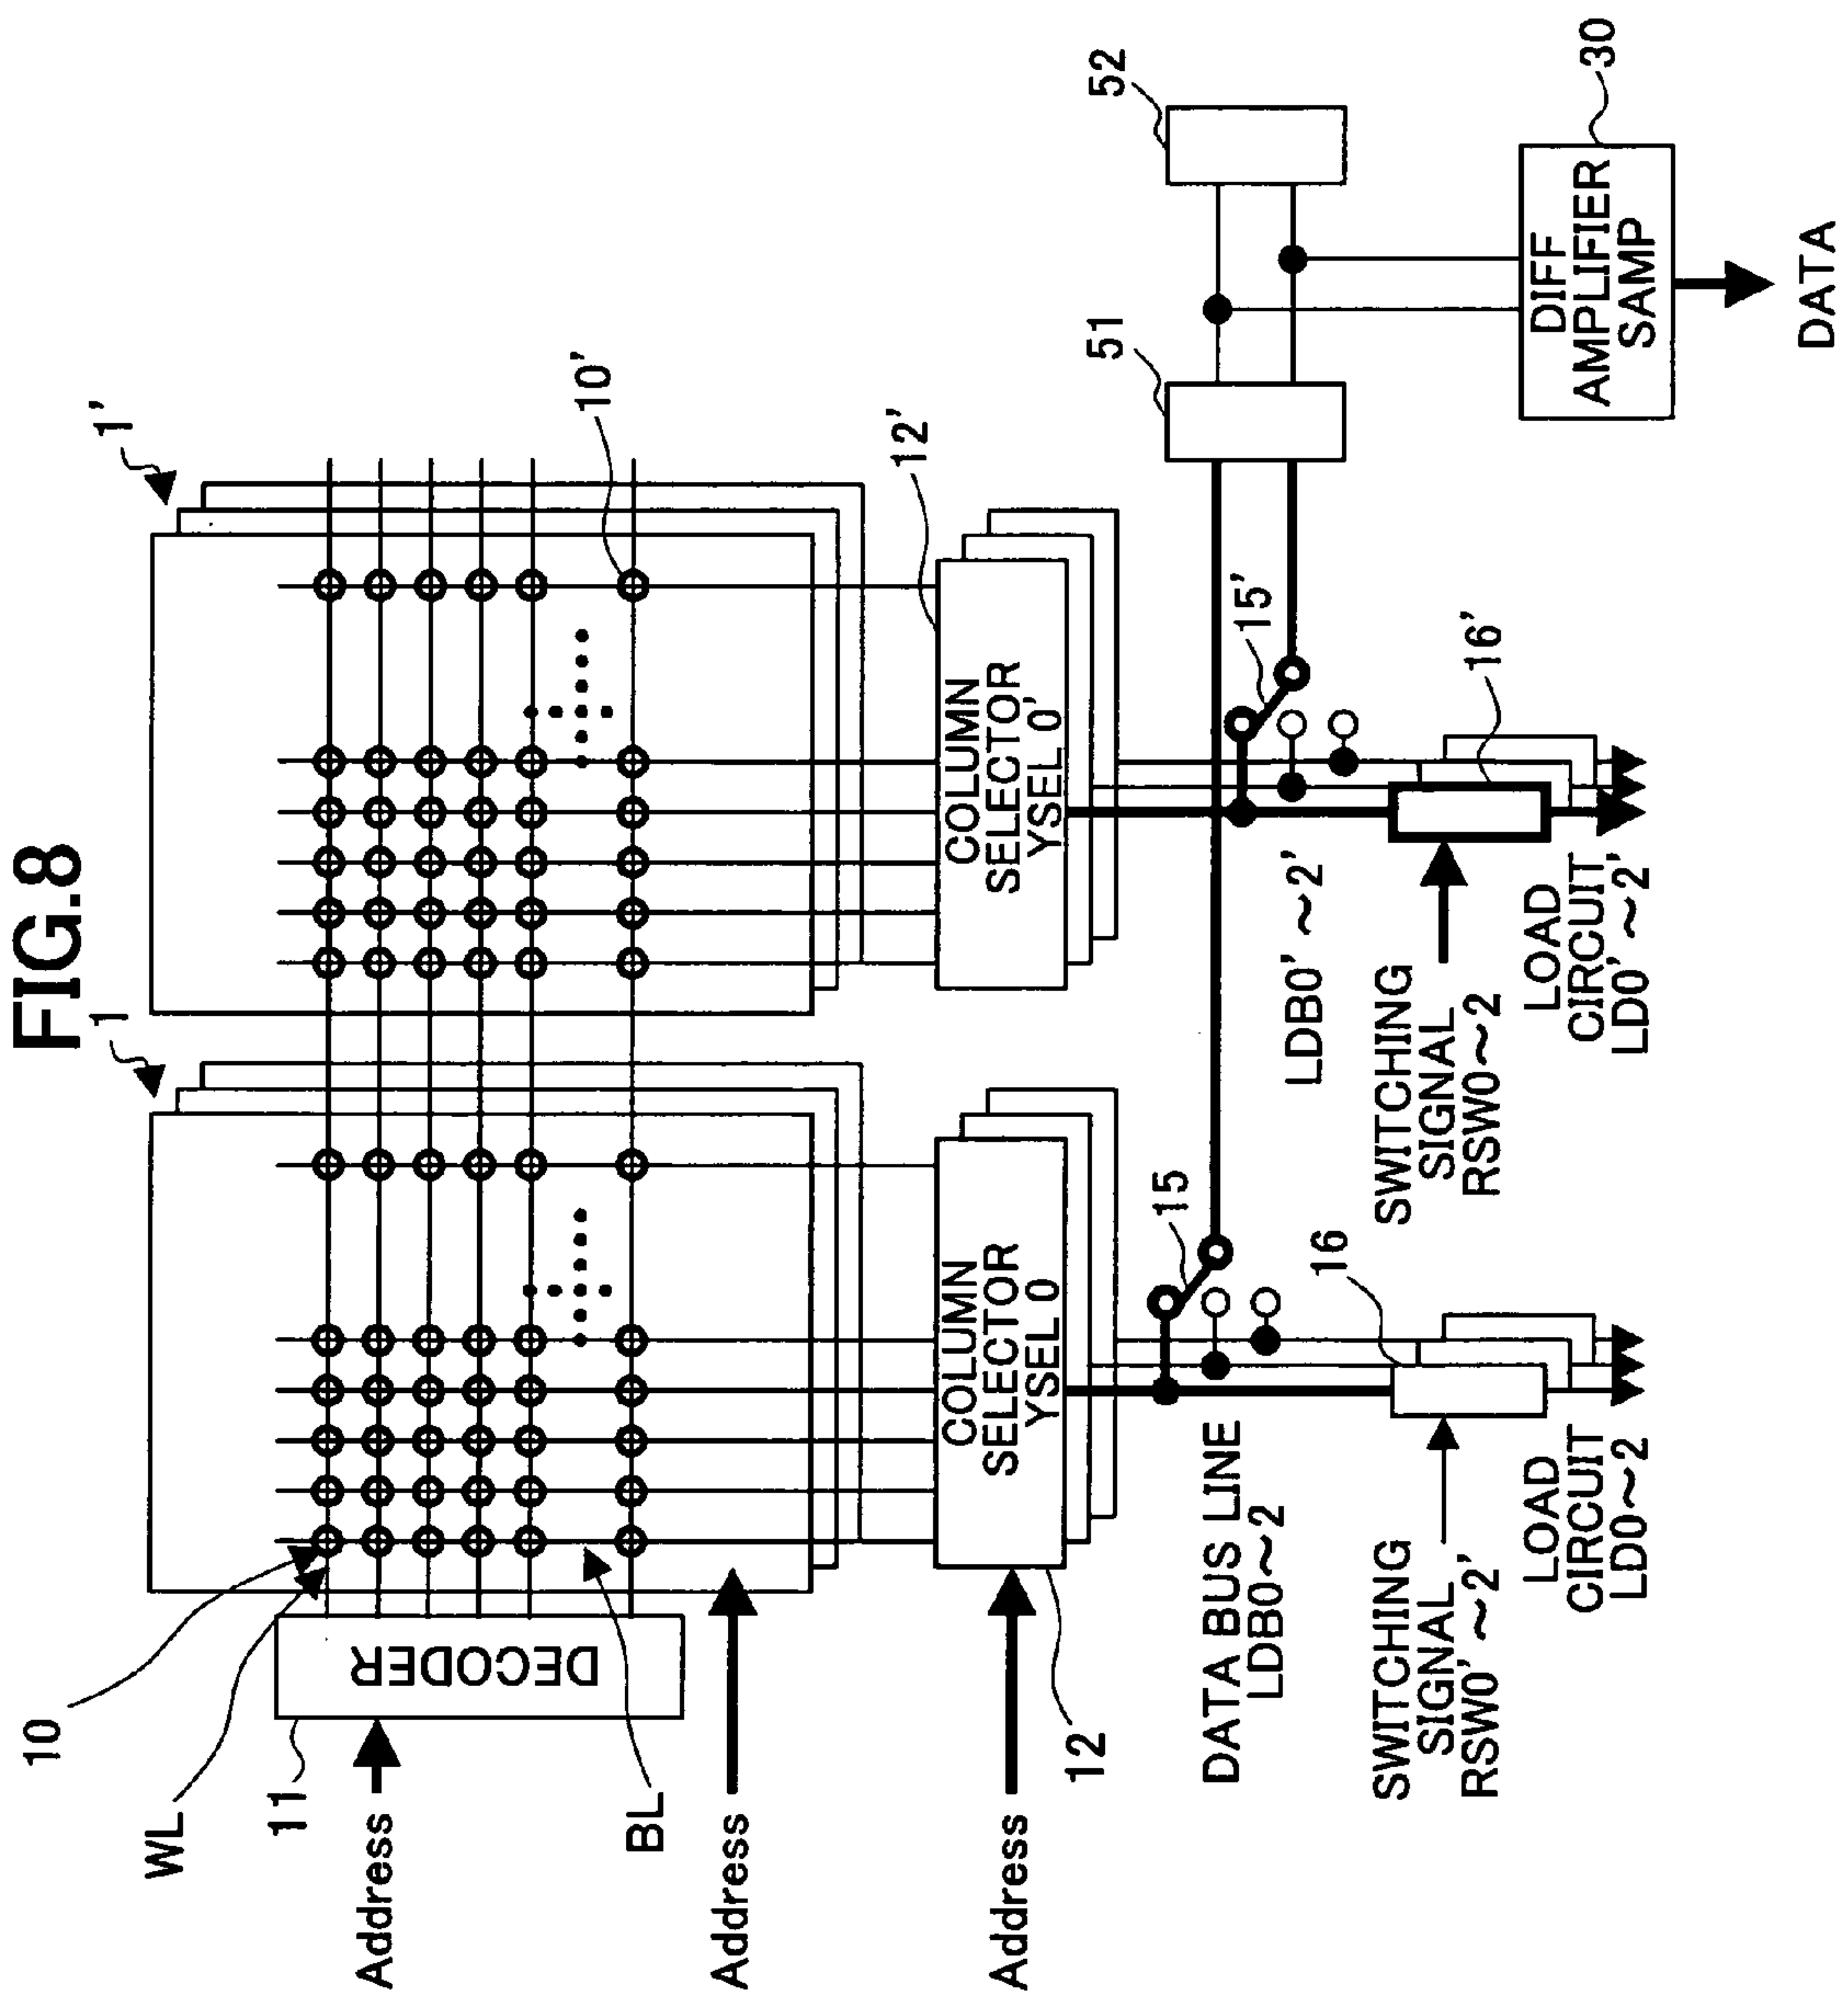 FIG.8
1
1'
10
WL
11
Address
DECODER
BL
10'
Address
Address
12
COLUMN
SELECTOR
YSEL 0
COLUMN
SELECTOR
YSEL 0'
12'
DATA BUS LINE
LDB0~2
15
LDB0' ~2'
15'
51
52
SWITCHING
SIGNAL
RSW0' ~2'
16
SWITCHING
SIGNAL
RSW0~2
16'
LOAD
CIRCUIT
LD0~2
LOAD
CIRCUIT
LD0' ~2'
DIFF
AMPLIFIER
SAMP
30
DATA